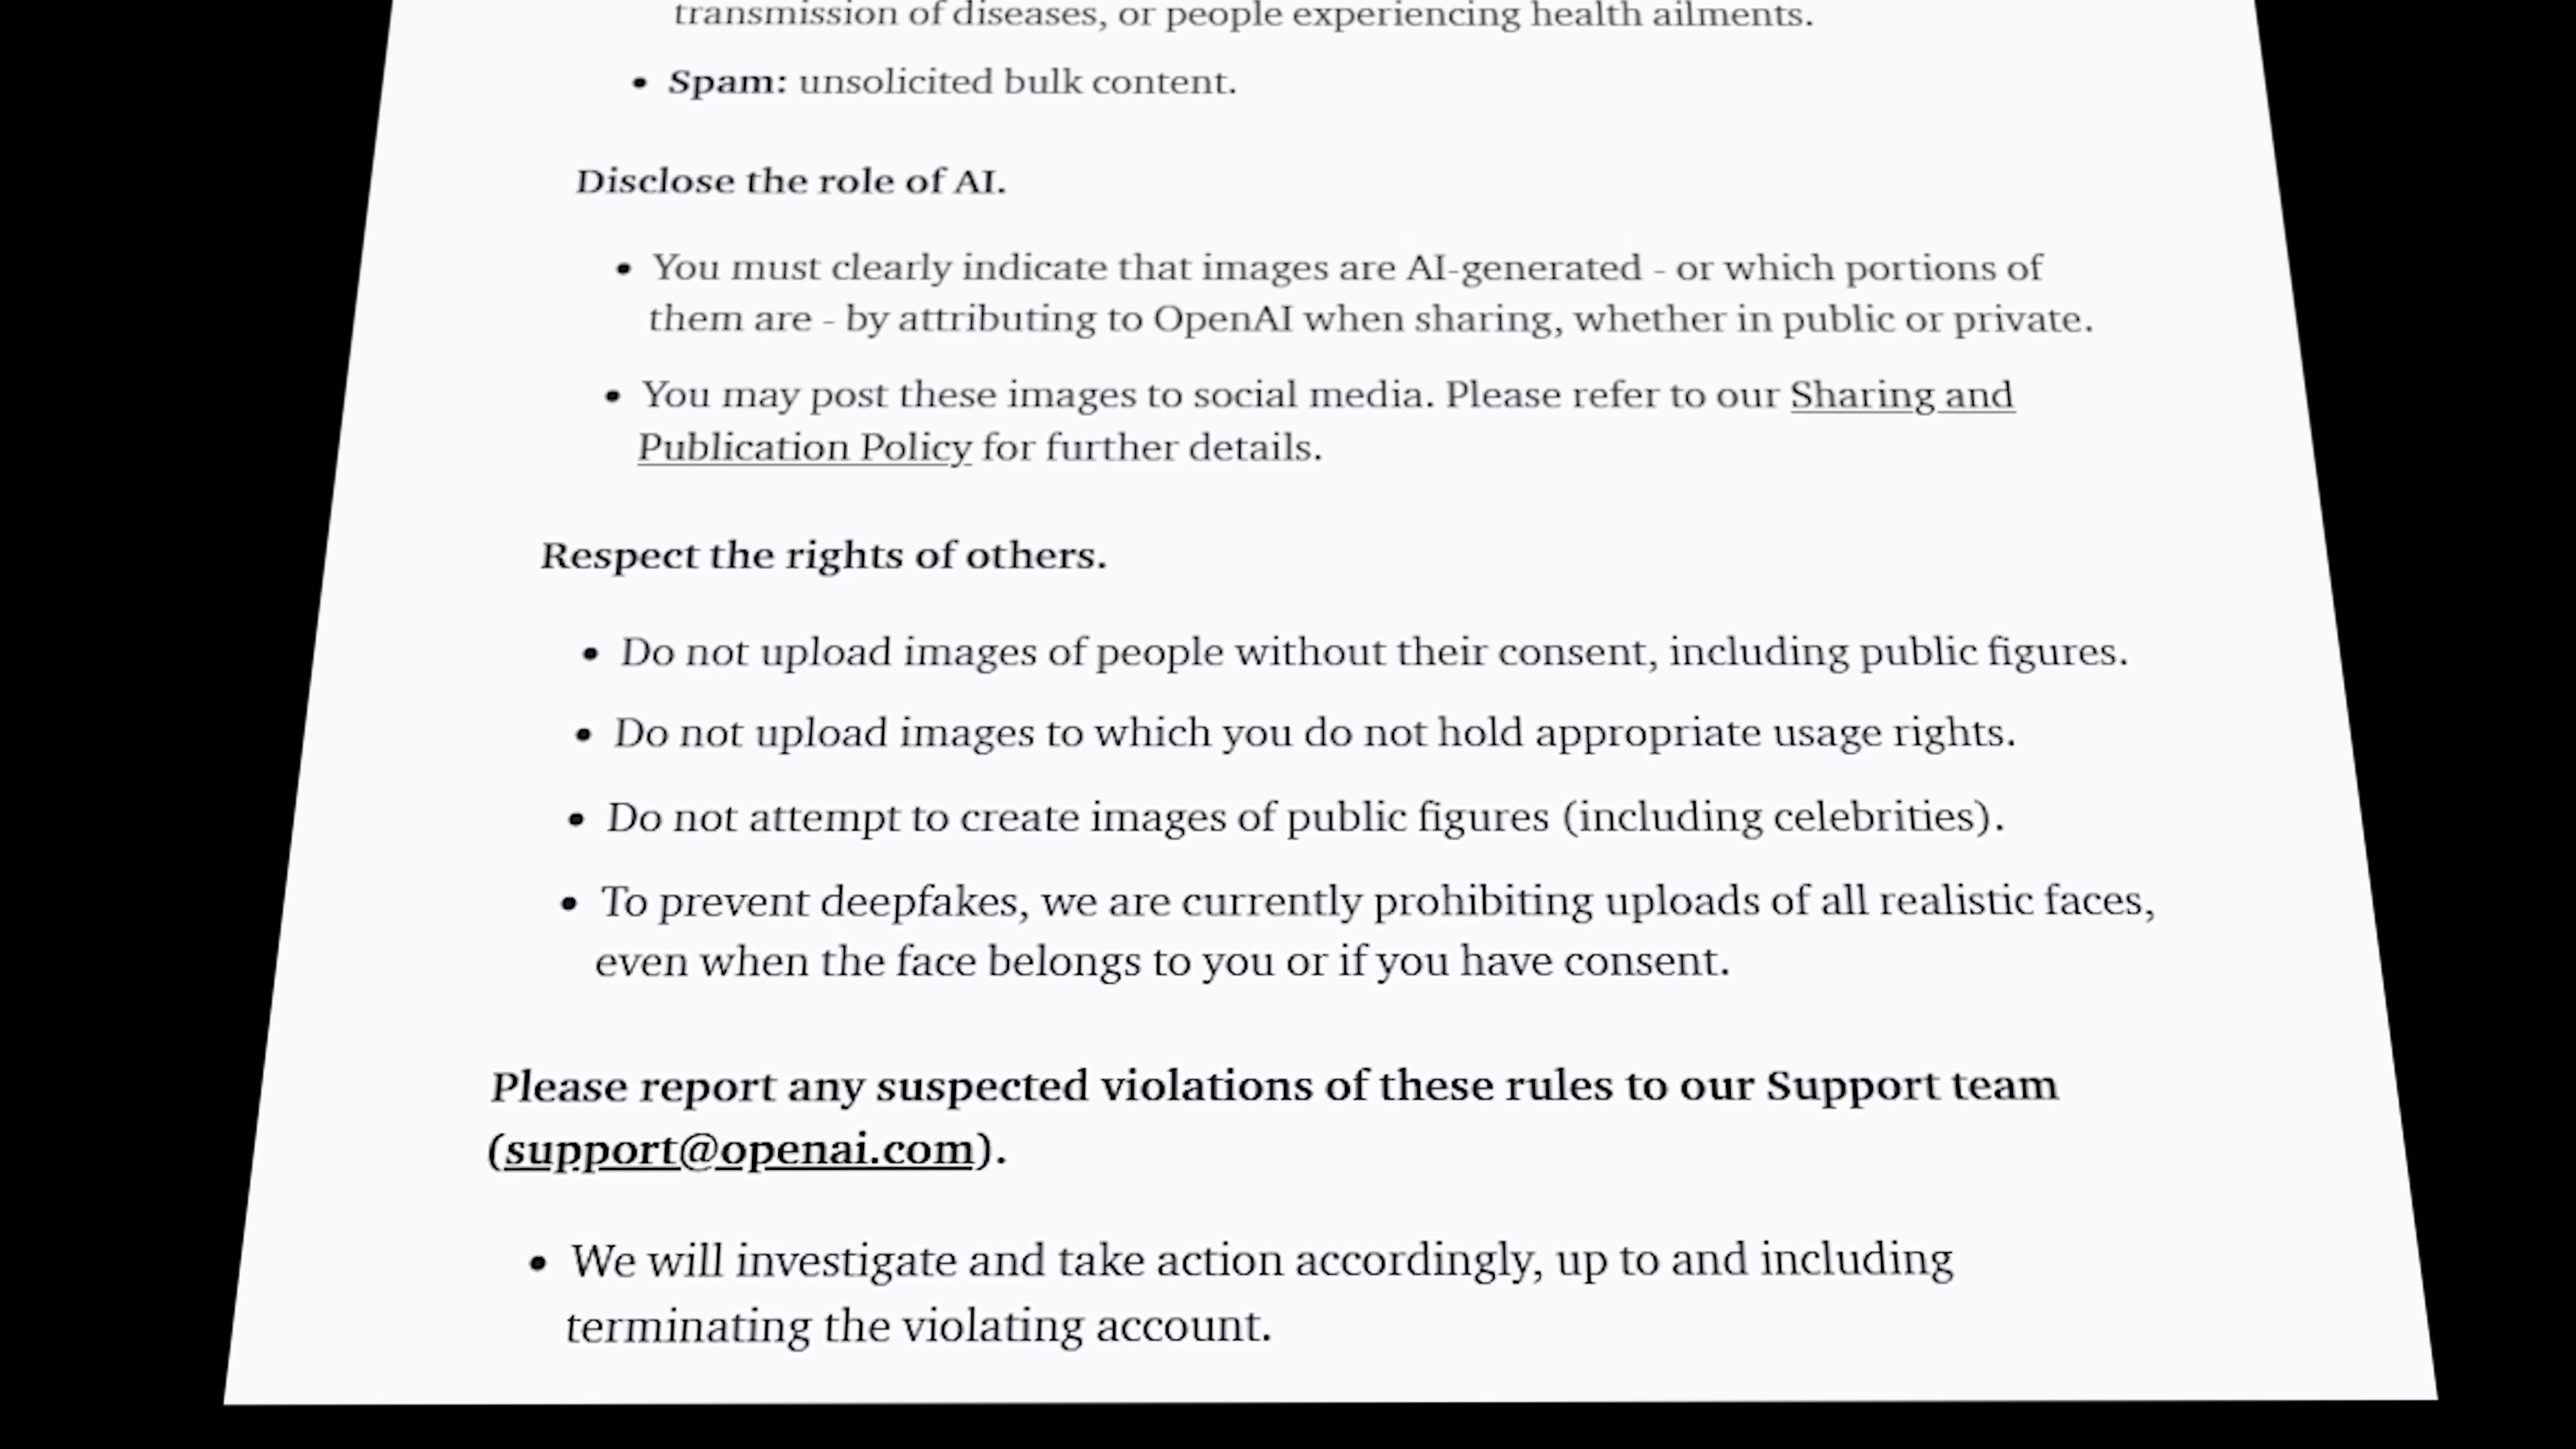 transmission of diseases, or people experiencing health ailments.
• Spam: unsolicited bulk content.
Disclose the role of AI.
• You must clearly indicate that images are AI-generated - or which portions of
them are - by attributing to OpenAI when sharing, whether in public or private.
• You may post these images to social media. Please refer to our Sharing and
Publication Policy for further details.
Respect the rights of others.
• Do not upload images of people without their consent, including public figures.
• Do not upload images to which you do not hold appropriate usage rights.
• Do not attempt to create images of public figures (including celebrities).
• To prevent deepfakes, we are currently prohibiting uploads of all realistic faces,
even when the face belongs to you or if you have consent.
Please report any suspected violations of these rules to our Support team
(support@openai.com).
• We will investigate and take action accordingly, up to and including
terminating the violating account.